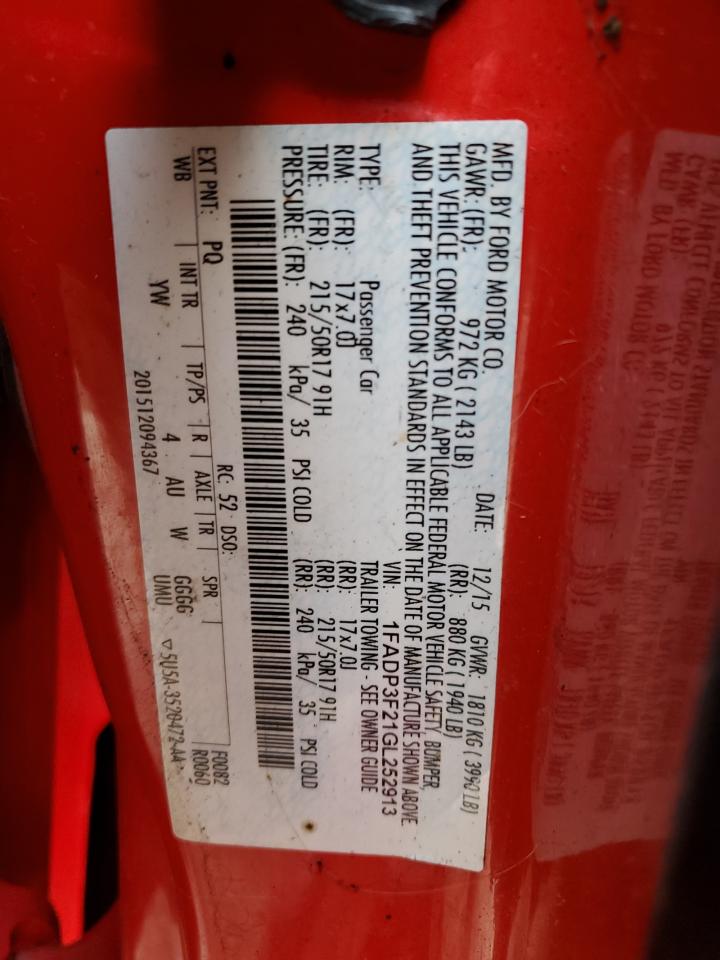 MFD. BY FORD MOTOR CO.
DATE: 12/15 GVWR: 1810 KG ( 3990 LB)
GAWR: (FR): 972 KG ( 2143 LB) (RR): 880 KG ( 1940 LB)
THIS VEHICLE CONFORMS TO ALL APPLICABLE FEDERAL MOTOR VEHICLE SAFETY, BUMPER,
AND THEFT PREVENTION STANDARDS IN EFFECT ON THE DATE OF MANUFACTURE SHOWN ABOVE.
VIN: 1FADP3F21GL252913
TYPE: Passenger Car TRAILER TOWING - SEE OWNER GUIDE
RIM: (FR): 17x7.0J (RR): 17x7.0J
TIRE: (FR): 215/50R17 91H (RR): 215/50R17 91H
PRESSURE: (FR): 240 kPa/ 35 PSI COLD (RR): 240 kPa/ 35 PSI COLD
RC: 52 DSO:
F0082
R0060
EXT PNT: PQ
WB | INT TR | TP/PS | R | AXLE | TR | SPR |
YW 4 AU W GGGG
UMU
201512094367
▽5U5A-3520472-AA